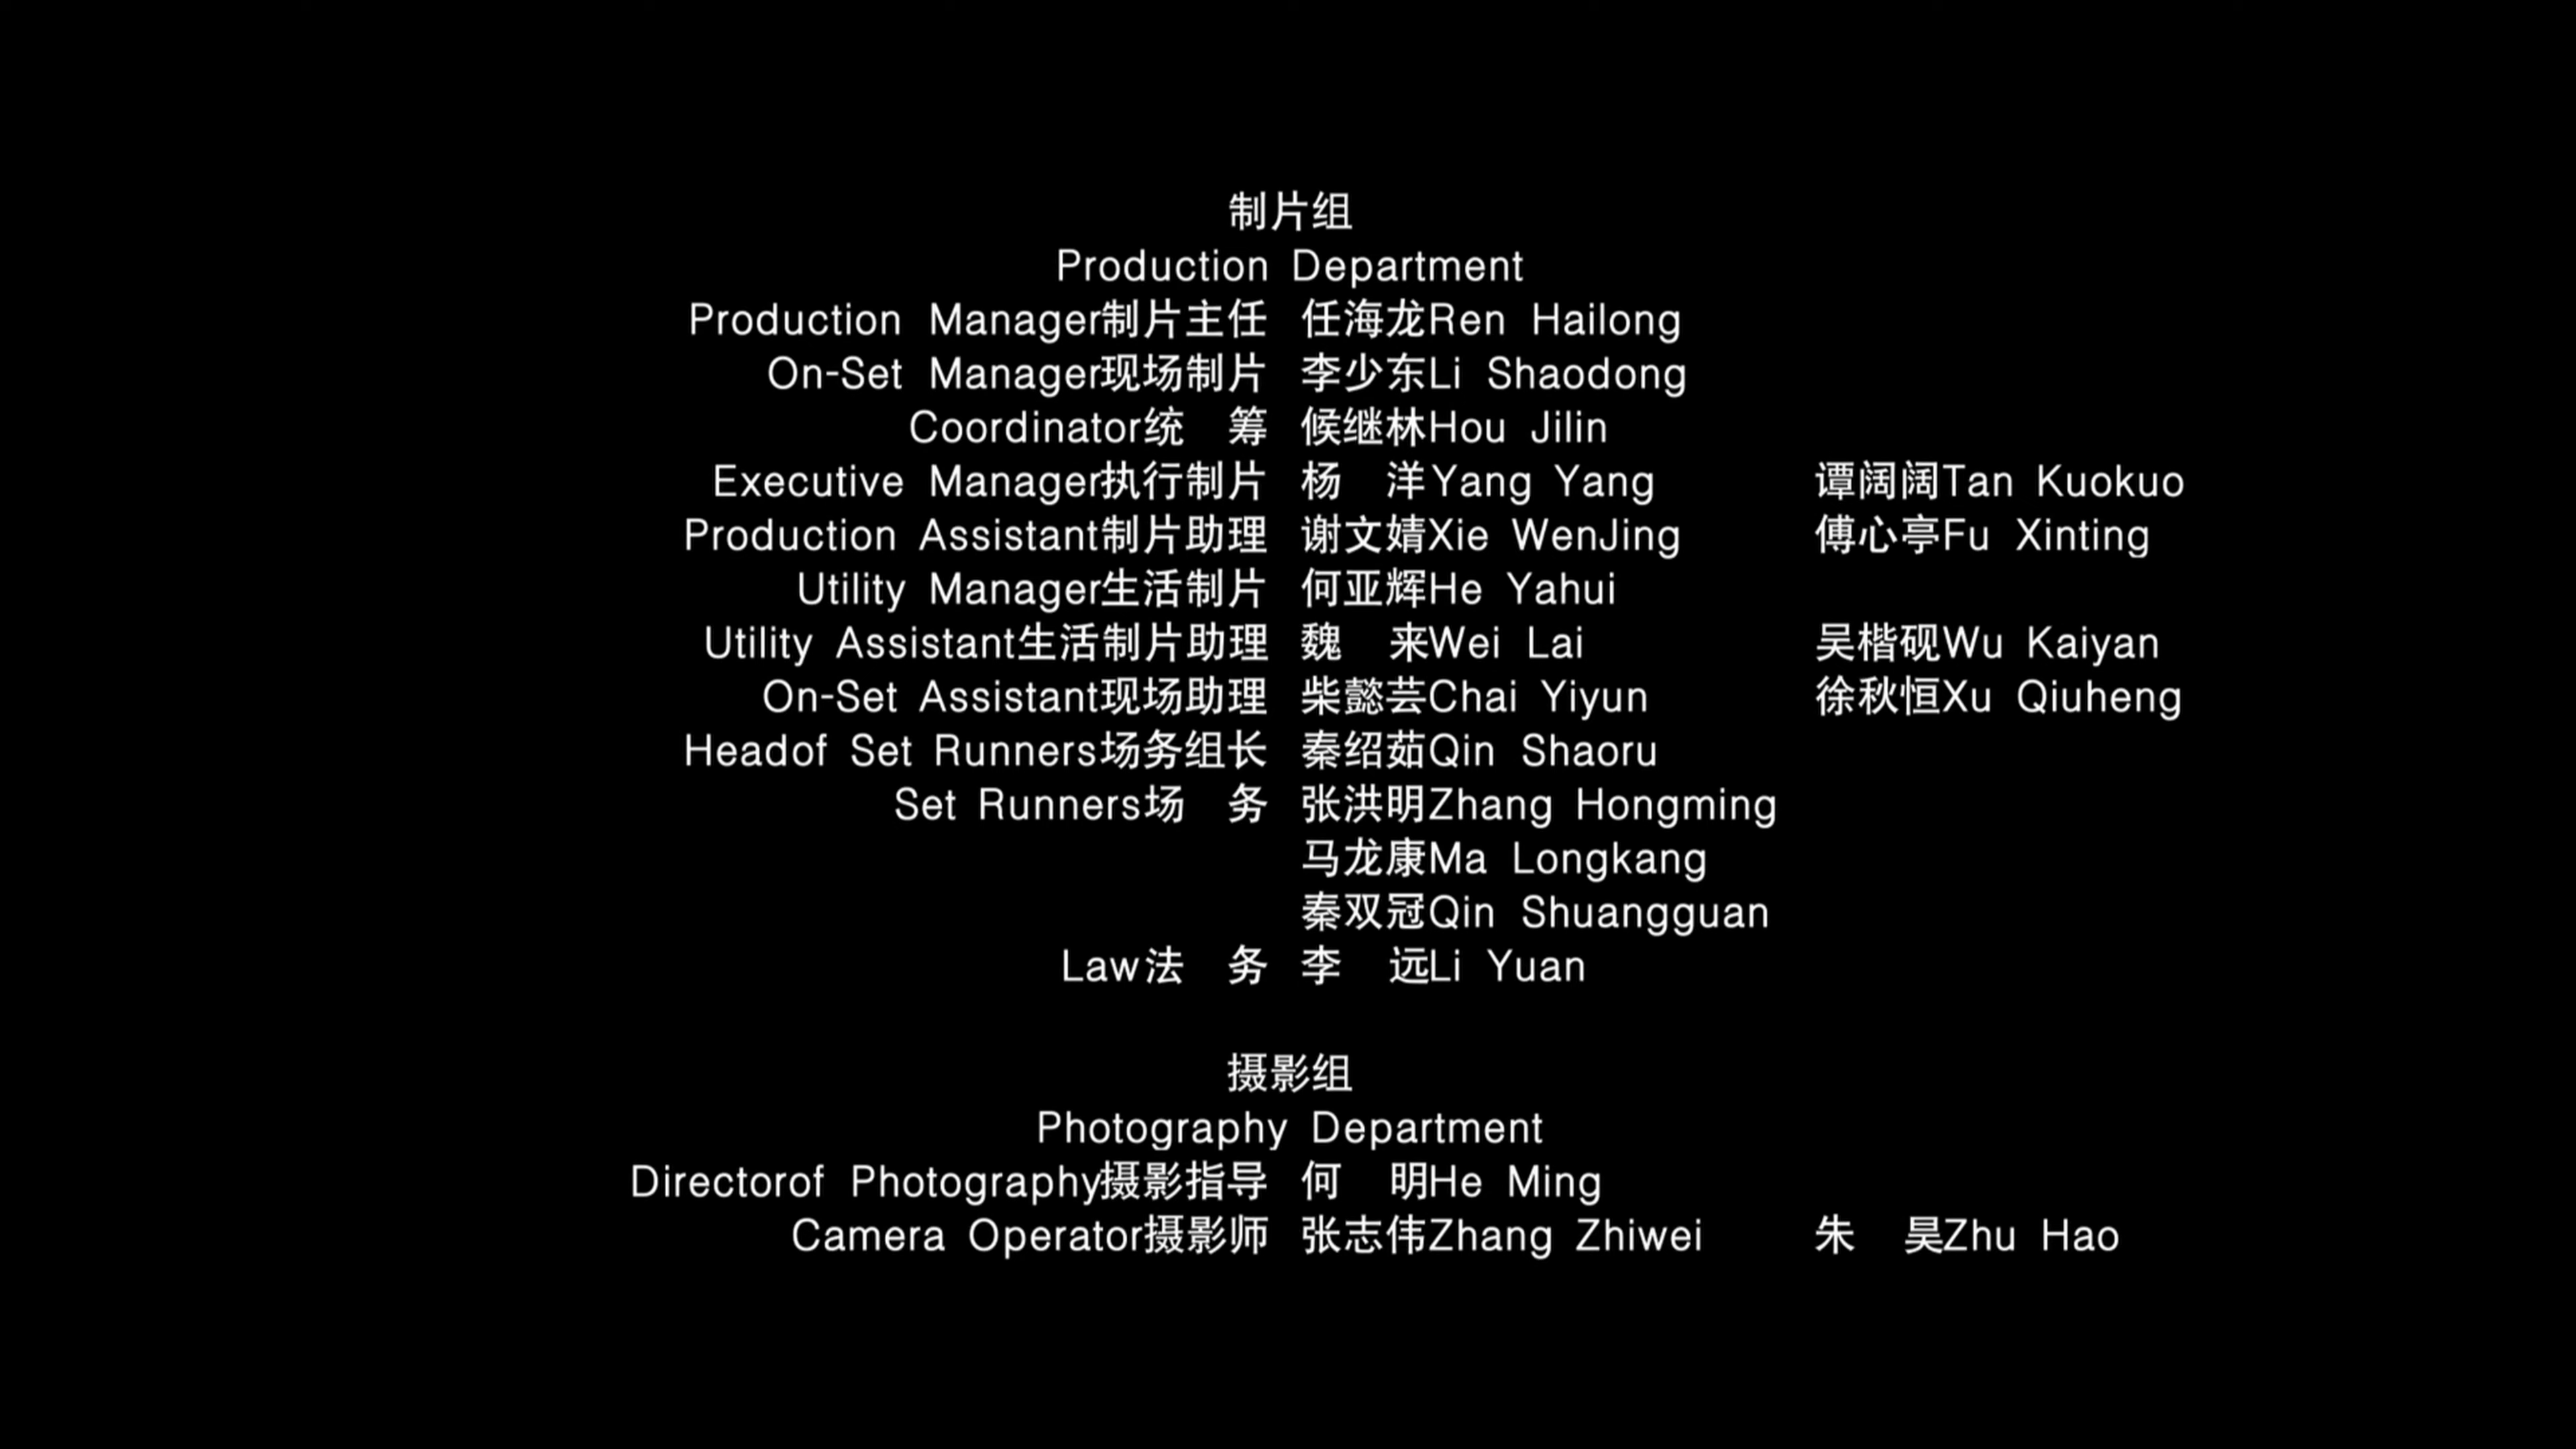 制片组
Production Department
Production Manager制片主任 任海龙Ren Hailong
On-Set Manager现场制片 李少东Li Shaodong
Coordinator统 筹 候继林Hou Jilin
Executive Manager执行制片 杨 洋Yang Yang 谭阔阔Tan Kuokuo
Production Assistant制片助理 谢文婧Xie WenJing 傅心亭Fu Xinting
Utility Manager生活制片 何亚辉He Yahui
Utility Assistant生活制片助理 魏 来Wei Lai 吴楷砚Wu Kaiyan
On-Set Assistant现场助理 柴懿芸Chai Yiyun 徐秋恒Xu Qiuheng
Headof Set Runners场务组长 秦绍茹Qin Shaoru
Set Runners场 务 张洪明Zhang Hongming
马龙康Ma Longkang
秦双冠Qin Shuangguan
Law法 务 李 远Li Yuan
摄影组
Photography Department
Directorof Photography摄影指导 何 明He Ming
Camera Operator摄影师 张志伟Zhang Zhiwei 朱 昊Zhu Hao